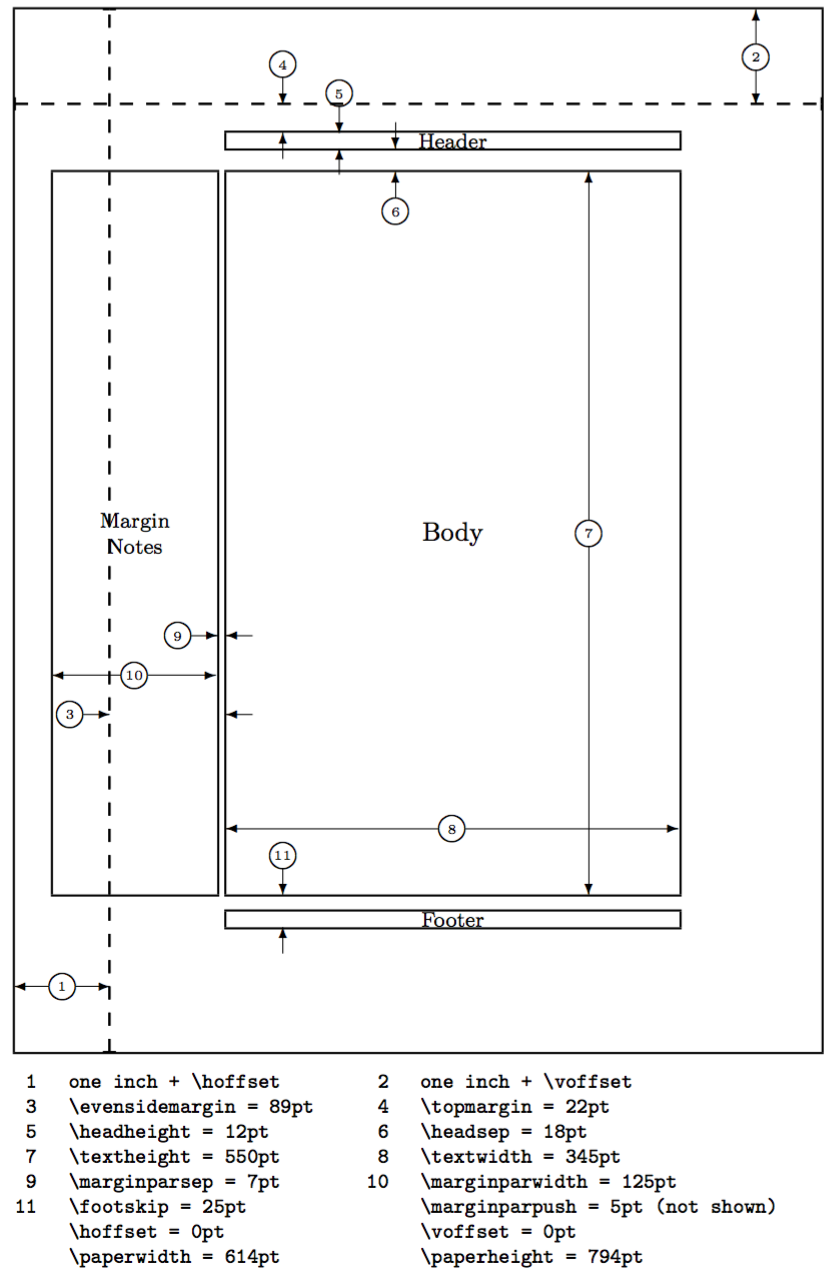 4
2
5
Header
6
Margin
Notes
Body
7
9
10
3
8
11
Footer
1
1 one inch + \hoffset 2 one inch + \voffset
3 \evensidemargin = 89pt 4 \topmargin = 22pt
5 \headheight = 12pt 6 \headsep = 18pt
7 \textheight = 550pt 8 \textwidth = 345pt
9 \marginparsep = 7pt 10 \marginparwidth = 125pt
11 \footskip = 25pt \marginparpush = 5pt (not shown)
\hoffset = 0pt \voffset = 0pt
\paperwidth = 614pt \paperheight = 794pt